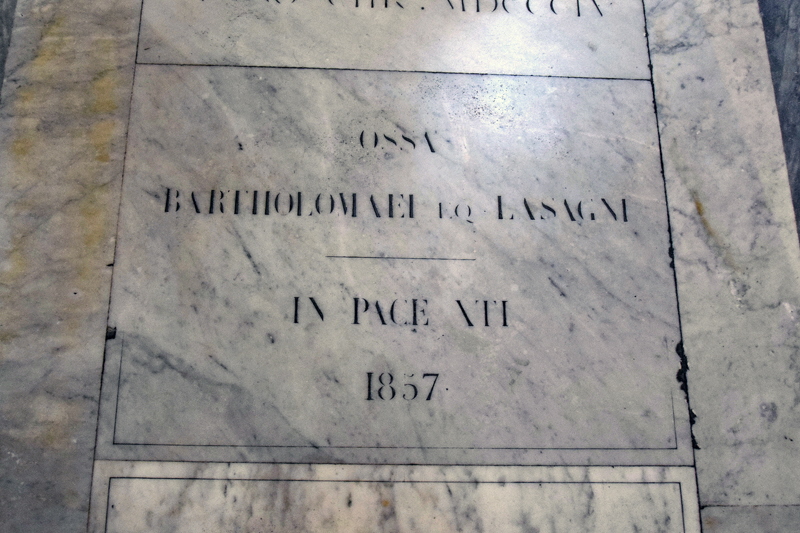 OSSA
BARTHOLOMAEI EQ. LASAGNI
IN PACE XTI
1857.